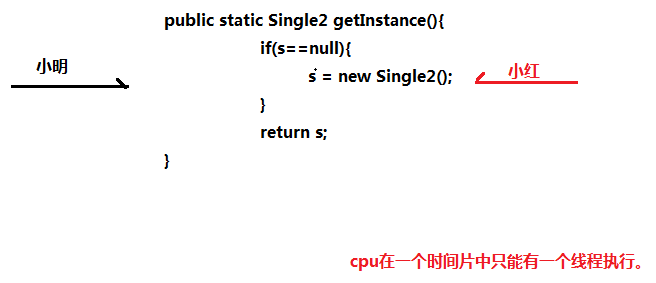 public static Single2 getInstance(){
if(s==null){
小明
s = new Single2();
小红
}
return s;
}
cpu在一个时间片中只能有一个线程执行。